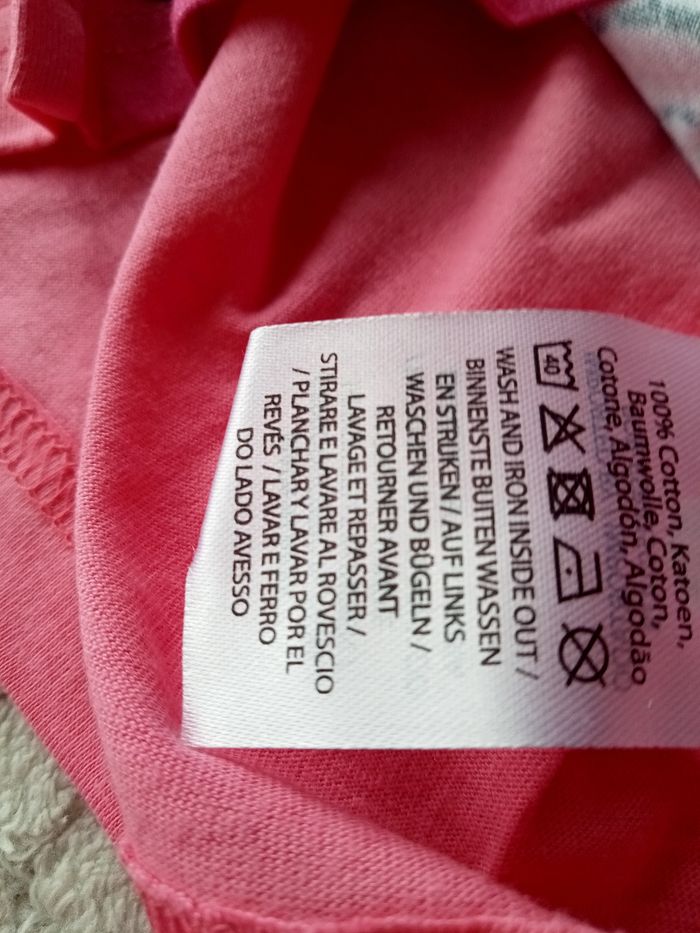 100% Cotton, Katoen,
Baumwolle, Coton,
Cotone, Algodón, Algodão
40
WASH AND IRON INSIDE OUT /
BINNENSTE BUITEN WASSEN
EN STRIJKEN / AUF LINKS
WASCHEN UND BÜGELN /
RETOURNER AVANT
LAVAGE ET REPASSER /
STIRARE E LAVARE AL ROVESCIO
/ PLANCHAR Y LAVAR POR EL
REVÉS / LAVAR E FERRO
DO LADO AVESSO